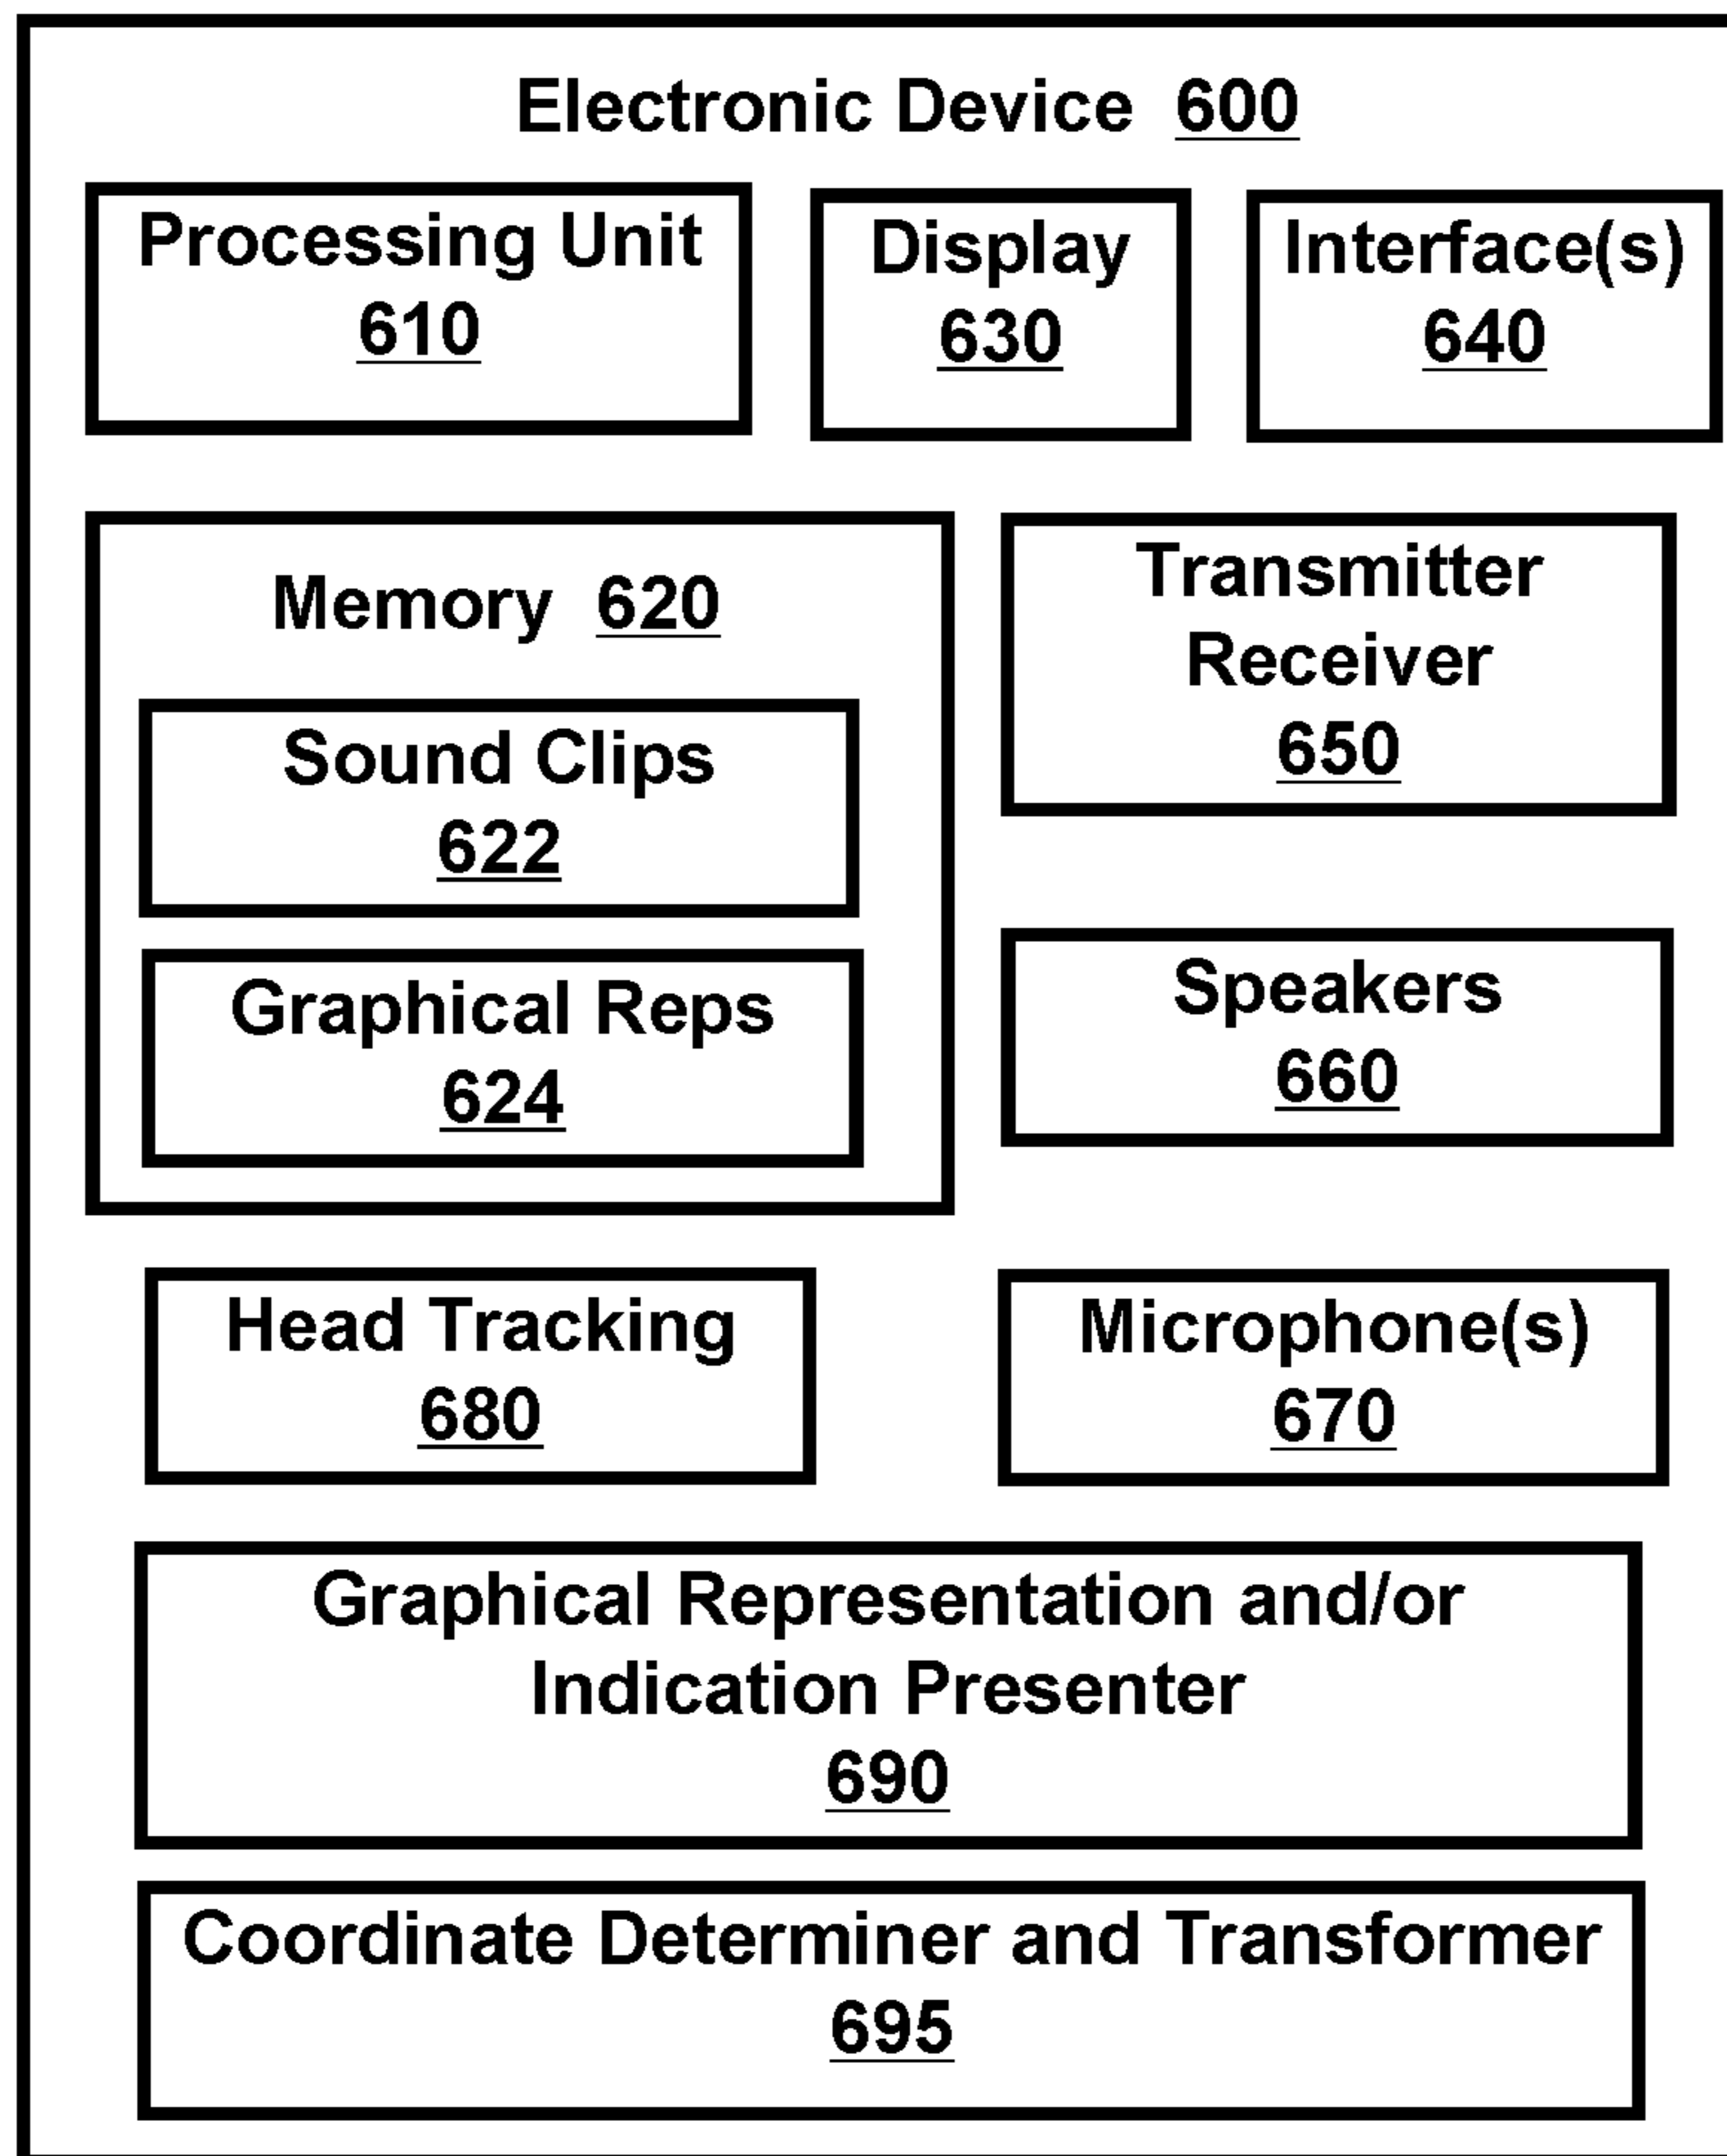 Electronic Device 600
Processing Unit
610
Display
630
Interface(s)
640
Memory 620
Sound Clips
622
Graphical Reps
624
Transmitter
Receiver
650
Speakers
660
Head Tracking
680
Microphone(s)
670
Graphical Representation and/or
Indication Presenter
690
Coordinate Determiner and Transformer
695